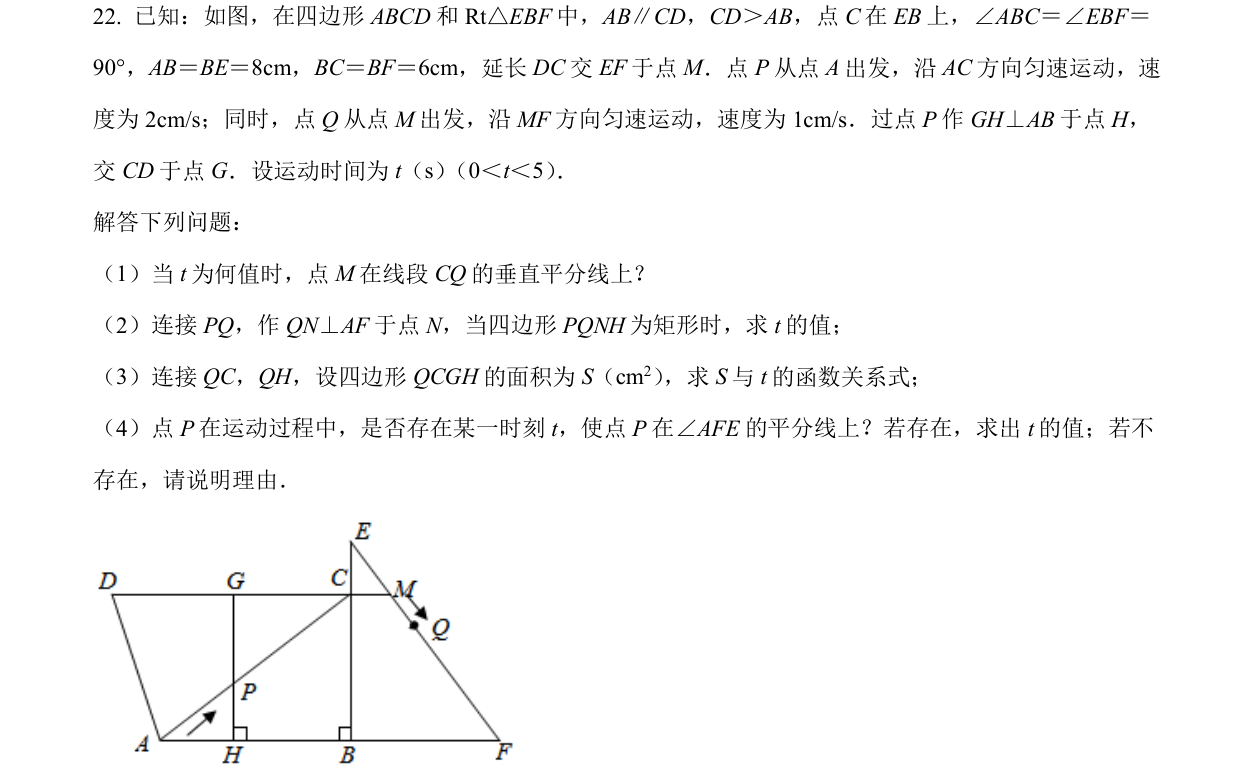 22. 已知：如图，在四边形 ABCD 和 Rt△EBF 中，AB∥CD，CD＞AB，点 C 在 EB 上，∠ABC＝∠EBF＝
90°，AB＝BE＝8cm，BC＝BF＝6cm，延长 DC 交 EF 于点 M．点 P 从点 A 出发，沿 AC 方向匀速运动，速
度为 2cm/s；同时，点 Q 从点 M 出发，沿 MF 方向匀速运动，速度为 1cm/s．过点 P 作 GH⊥AB 于点 H，
交 CD 于点 G．设运动时间为 t（s）（0＜t＜5）．
解答下列问题：
（1）当 t 为何值时，点 M 在线段 CQ 的垂直平分线上？
（2）连接 PQ，作 QN⊥AF 于点 N，当四边形 PQNH 为矩形时，求 t 的值；
（3）连接 QC，QH，设四边形 QCGH 的面积为 S（cm²），求 S 与 t 的函数关系式；
（4）点 P 在运动过程中，是否存在某一时刻 t，使点 P 在∠AFE 的平分线上？若存在，求出 t 的值；若不
存在，请说明理由．
E
D G C M
Q
P
A H B F